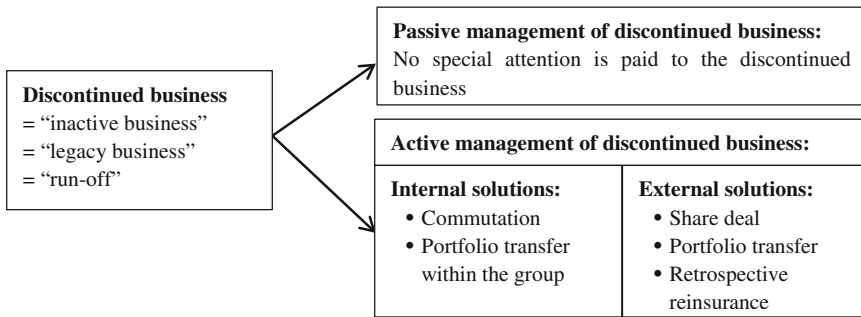 Discontinued business
= “inactive business”
= “legacy business”
= “run-off”
Passive management of discontinued business:
No special attention is paid to the discontinued
business
Active management of discontinued business:
Internal solutions:
• Commutation
• Portfolio transfer
within the group
External solutions:
• Share deal
• Portfolio transfer
• Retrospective
reinsurance